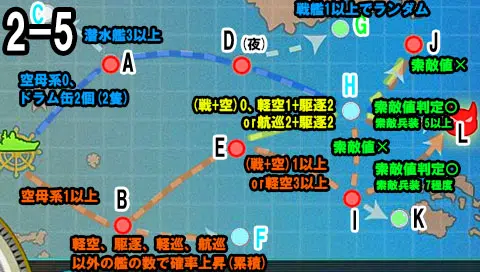 2-5
C
潜水艦3以上
戦艦1以上でランダム
G
D(夜)
J
A
索敵値×
空母系0、
ドラム缶2個(2隻)
H
(戦+空)0、軽空1+駆逐2
or航巡2+駆逐2
索敵値判定○
索敵兵装 5以上
L
E
索敵値×
(戦+空)1以上
or軽空3以上
索敵値判定○
索敵兵装 7程度
空母系1以上
B
I
K
F
軽空、駆逐、軽巡、航巡
以外の艦の数で確率上昇(累積)